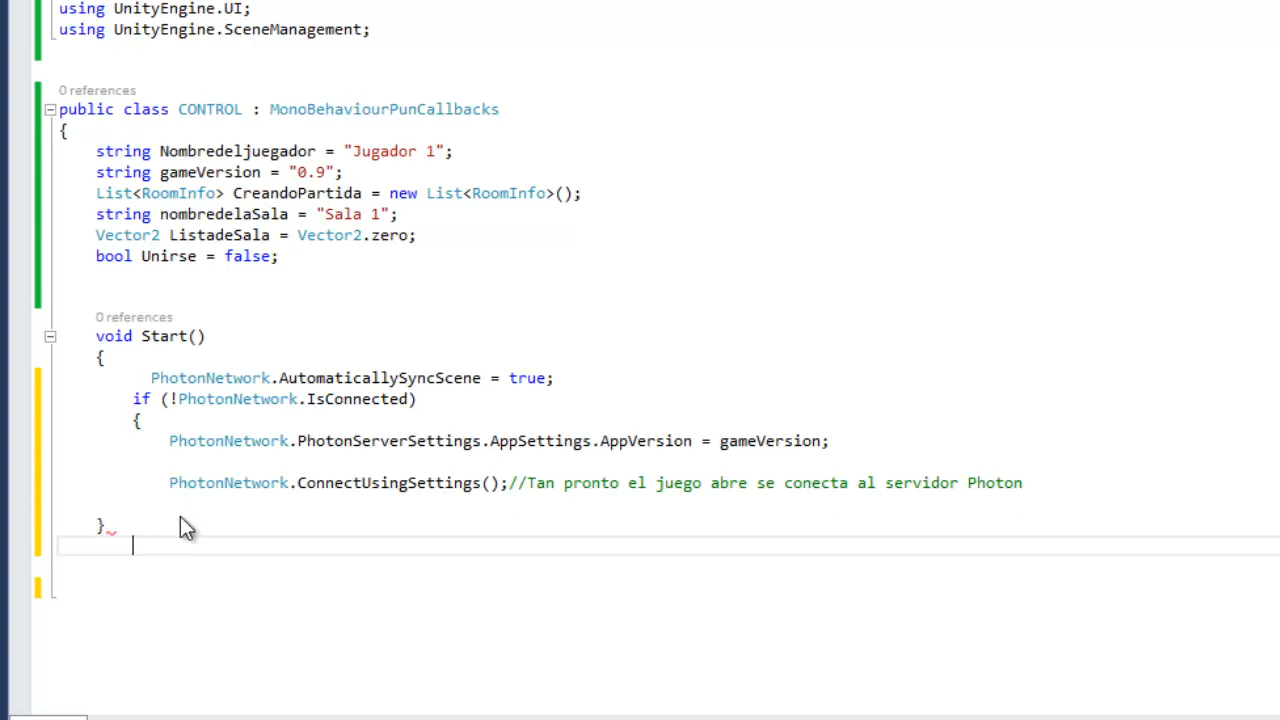 using UnityEngine.UI;
using UnityEngine.SceneManagement;
0 references
public class CONTROL : MonoBehaviourPunCallbacks
{
string Nombredeljuegador = "Jugador 1";
string gameVersion = "0.9";
List<RoomInfo> CreandoPartida = new List<RoomInfo>();
string nombredelaSala = "Sala 1";
Vector2 ListadeSala = Vector2.zero;
bool Unirse = false;
0 references
void Start()
{
PhotonNetwork.AutomaticallySyncScene = true;
if (!PhotonNetwork.IsConnected)
{
PhotonNetwork.PhotonServerSettings.AppSettings.AppVersion = gameVersion;
PhotonNetwork.ConnectUsingSettings();//Tan pronto el juego abre se conecta al servidor Photon
}